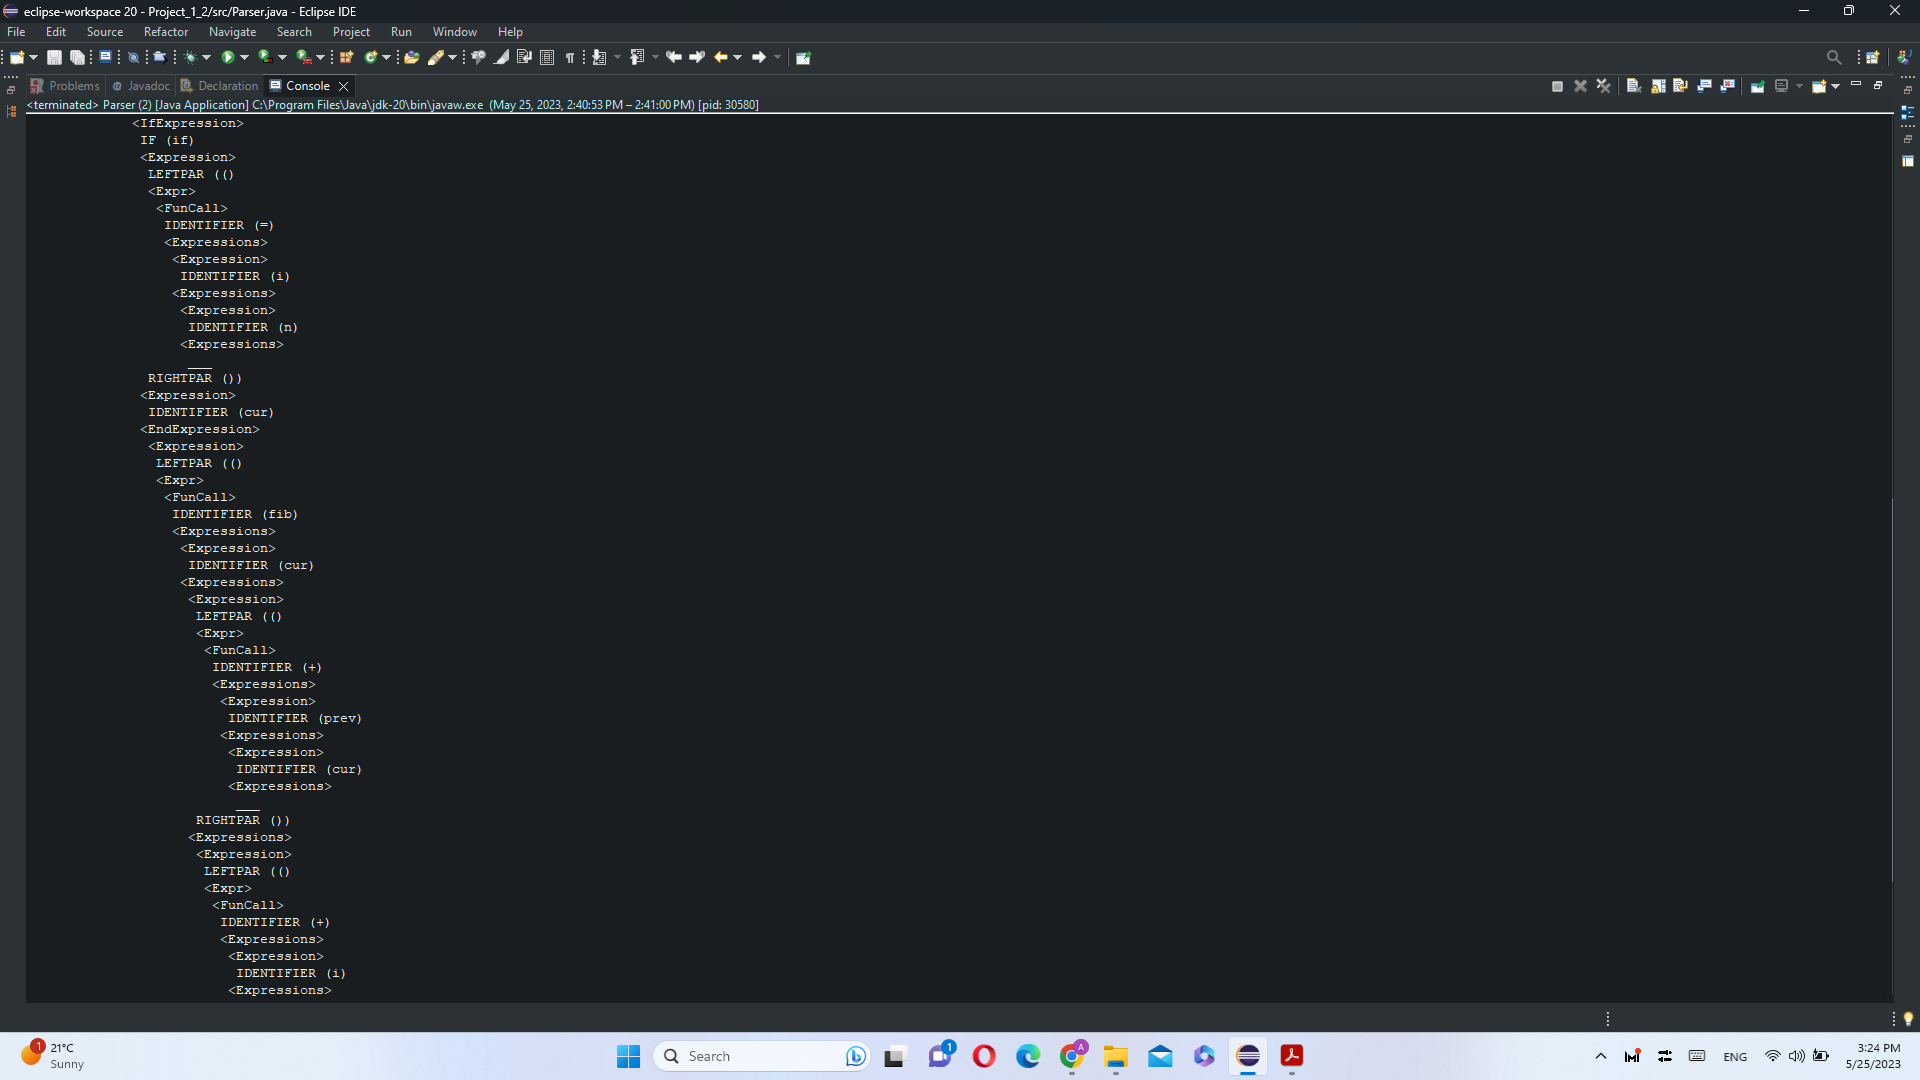 eclipse-workspace 20 - Project_1_2/src/Parser.java - Eclipse IDE
File Edit Source Refactor Navigate Search Project Run Window Help
Problems Javadoc Declaration Console
<terminated> Parser (2) [Java Application] C:\Program Files\Java\jdk-20\bin\javaw.exe (May 25, 2023, 2:40:53 PM – 2:41:00 PM) [pid: 30580]
<IfExpression>
IF (if)
<Expression>
LEFTPAR (()
<Expr>
<FunCall>
IDENTIFIER (=)
<Expressions>
<Expression>
IDENTIFIER (i)
<Expressions>
<Expression>
IDENTIFIER (n)
<Expressions>
___
RIGHTPAR ())
<Expression>
IDENTIFIER (cur)
<EndExpression>
<Expression>
LEFTPAR (()
<Expr>
<FunCall>
IDENTIFIER (fib)
<Expressions>
<Expression>
IDENTIFIER (cur)
<Expressions>
<Expression>
LEFTPAR (()
<Expr>
<FunCall>
IDENTIFIER (+)
<Expressions>
<Expression>
IDENTIFIER (prev)
<Expressions>
<Expression>
IDENTIFIER (cur)
<Expressions>
___
RIGHTPAR ())
<Expressions>
<Expression>
LEFTPAR (()
<Expr>
<FunCall>
IDENTIFIER (+)
<Expressions>
<Expression>
IDENTIFIER (i)
<Expressions>
1
21°C
Sunny
Search
1
A
ENG
3:24 PM
5/25/2023